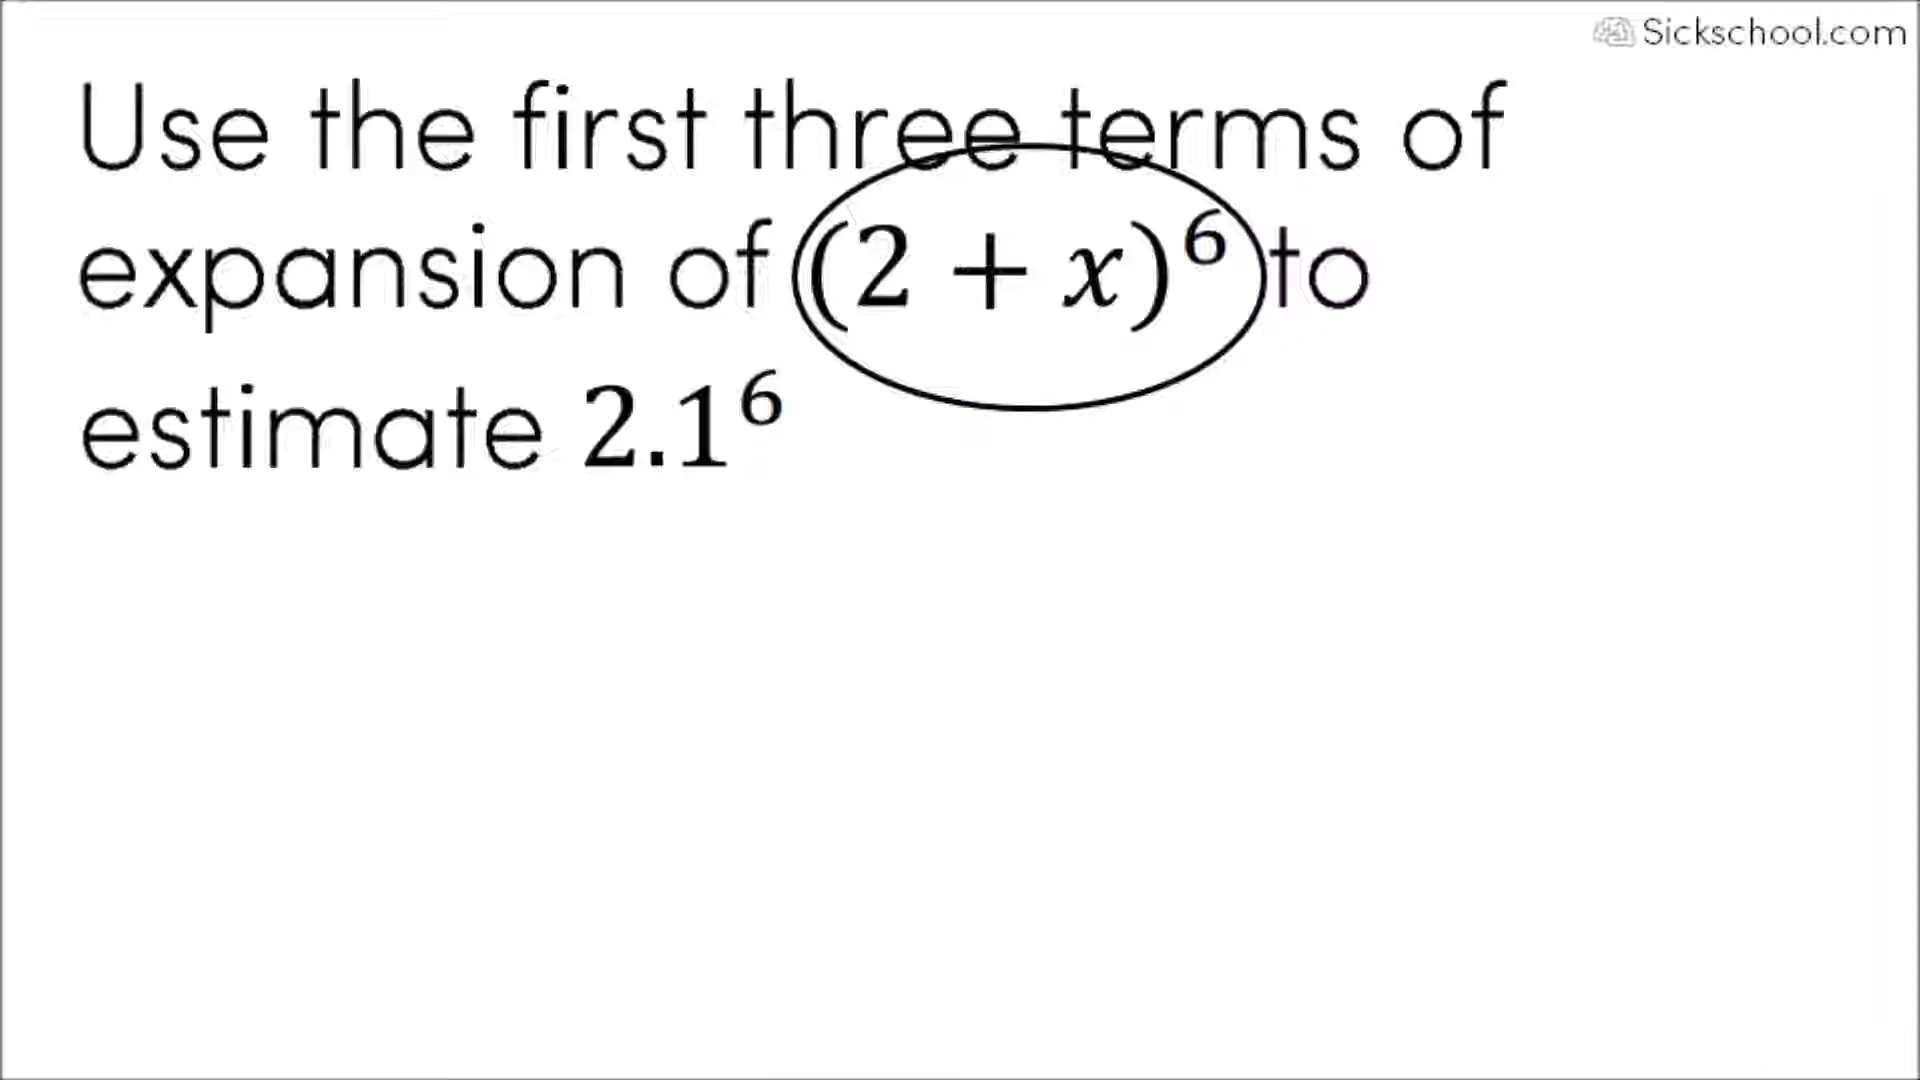 Sickschool.com
Use the first three terms of
expansion of (2 + x)⁶ to
estimate 2.1⁶